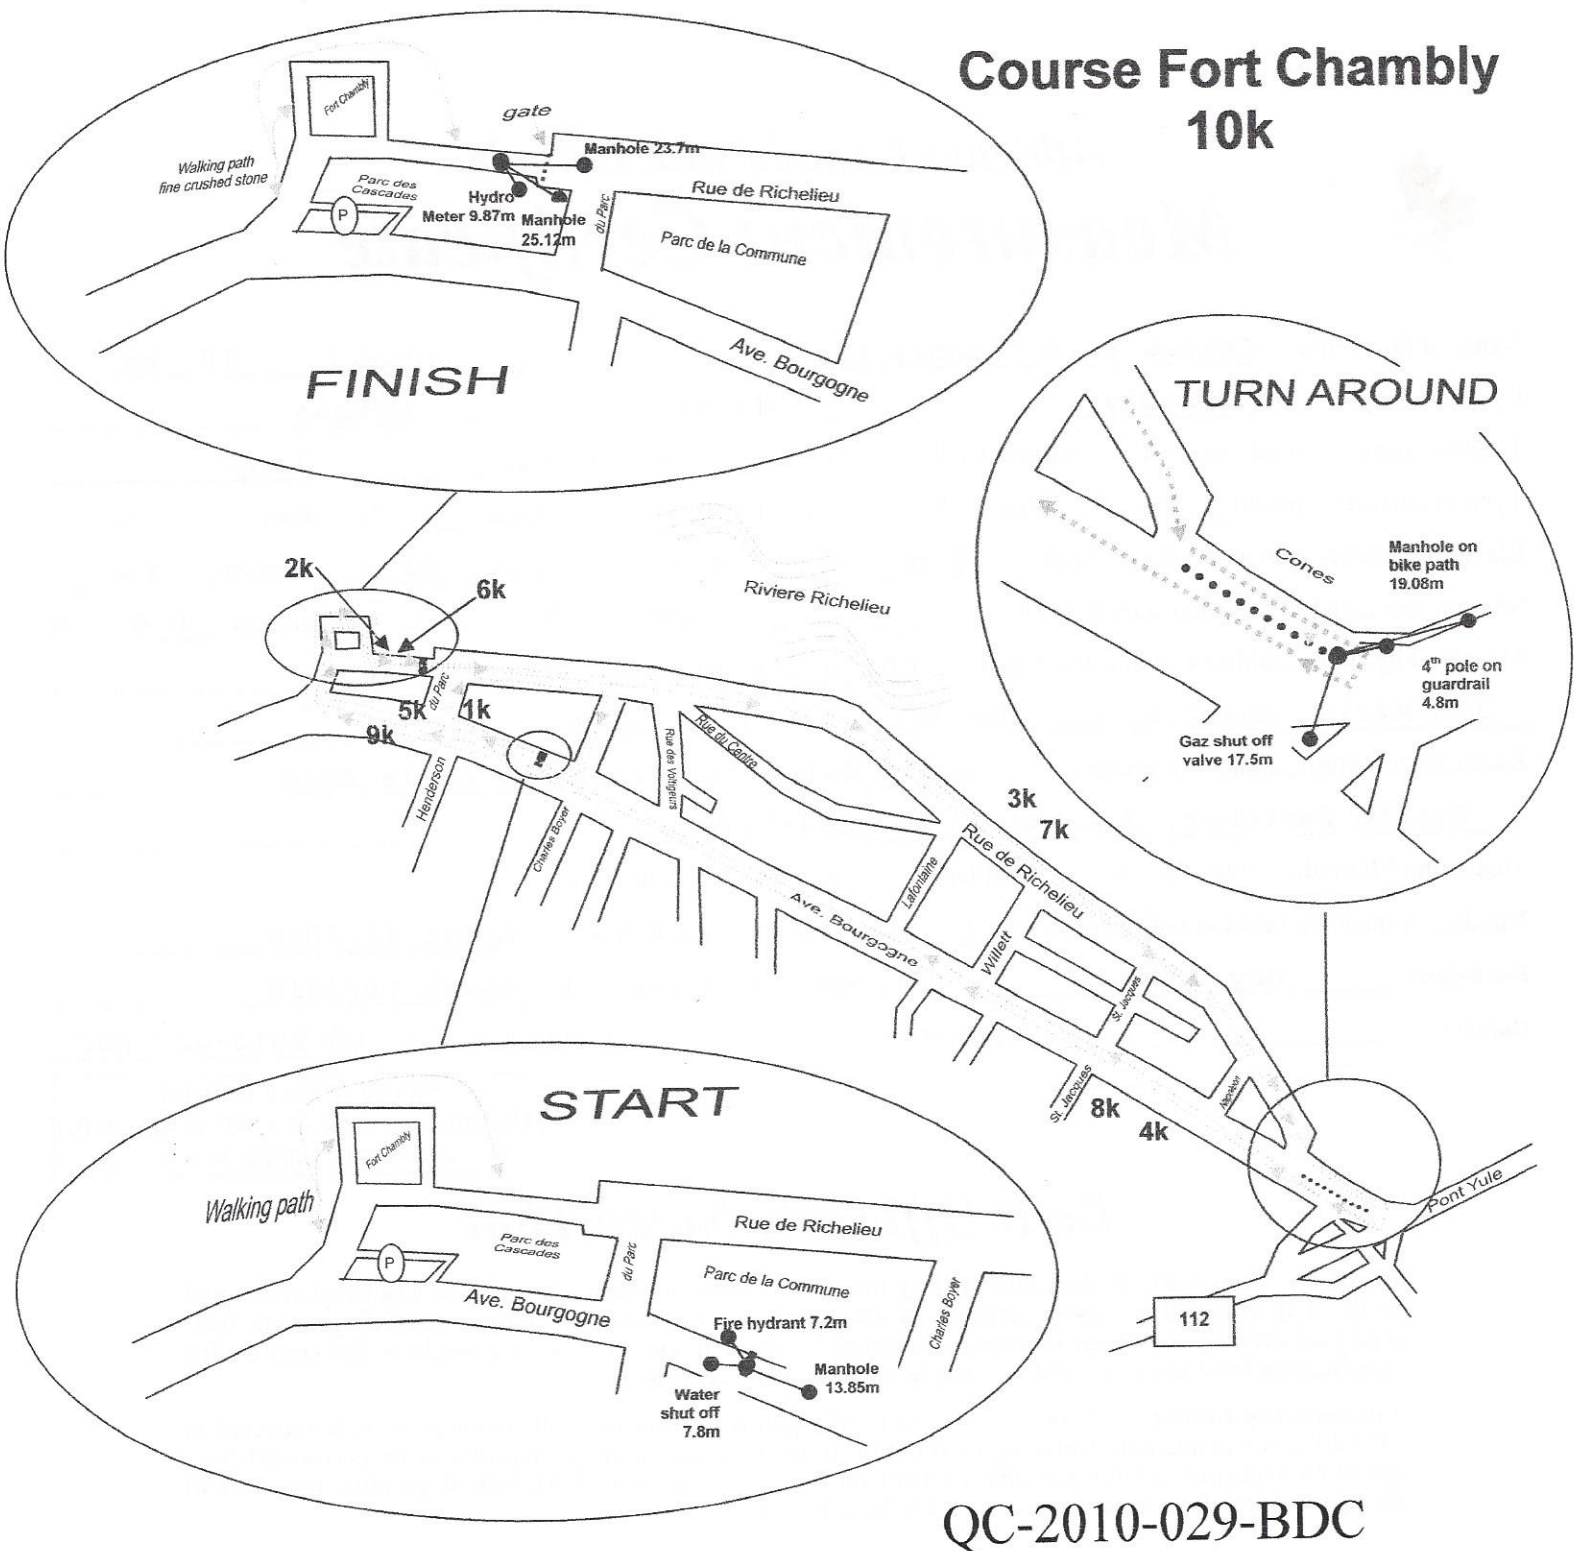 Course Fort Chambly
10k
Fort Chambly
gate
Walking path
fine crushed stone
Parc des
Cascades
P
Manhole 23.7m
Hydro
Meter 9.87m
Manhole
25.12m
Rue de Richelieu
du Parc
Parc de la Commune
Ave. Bourgogne
FINISH
TURN AROUND
Cones
Manhole on
bike path
19.08m
4th pole on
guardrail
4.8m
Gaz shut off
valve 17.5m
2k
6k
Riviere Richelieu
du Parc
5k
1k
9k
Henderson
Charles Boyer
Rue des Voltigeurs
Rue du Centre
3k
7k
Rue de Richelieu
Lafontaine
Ave. Bourgogne
Willett
St. Jacques
St. Jacques
Napoleon
8k
4k
Pont Yule
112
START
Fort Chambly
Walking path
Parc des
Cascades
P
Rue de Richelieu
du Parc
Parc de la Commune
Ave. Bourgogne
Charles Boyer
Fire hydrant 7.2m
Manhole
13.85m
Water
shut off
7.8m
QC-2010-029-BDC